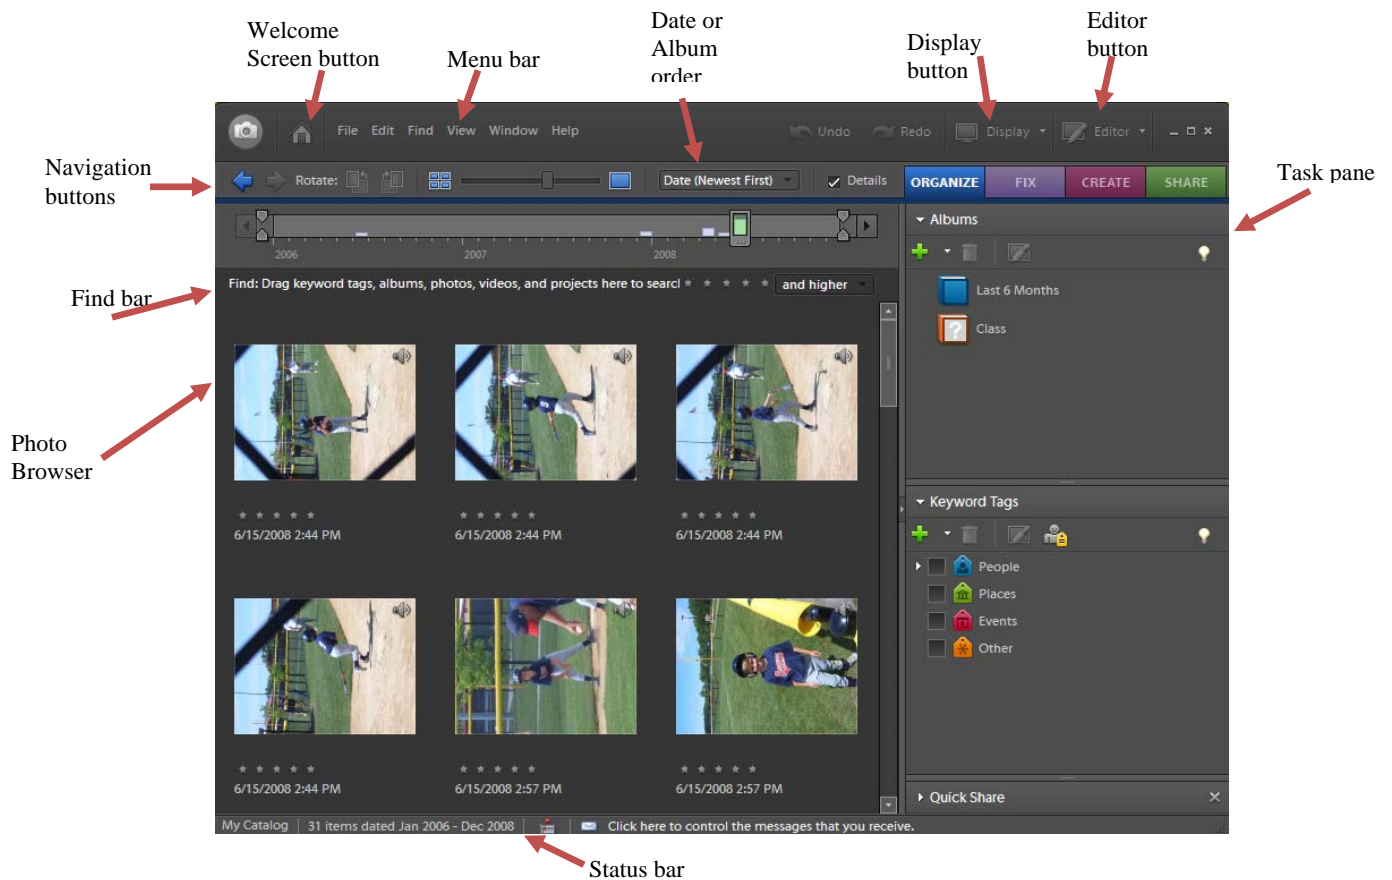 Welcome
Screen button
Menu bar
Date or
Album
order
Display
button
Editor
button
File Edit Find View Window Help
Undo Redo Display Editor
Navigation
buttons
Rotate:
Date (Newest First)
Details
ORGANIZE FIX CREATE SHARE
Task pane
2006 2007 2008
Albums
Last 6 Months
Class
Find bar
Find: Drag keyword tags, albums, photos, videos, and projects here to searc
and higher
Photo
Browser
6/15/2008 2:44 PM 6/15/2008 2:44 PM 6/15/2008 2:44 PM
Keyword Tags
People
Places
Events
Other
6/15/2008 2:44 PM 6/15/2008 2:57 PM 6/15/2008 2:57 PM
Quick Share
My Catalog 31 items dated Jan 2006 - Dec 2008 Click here to control the messages that you receive.
Status bar